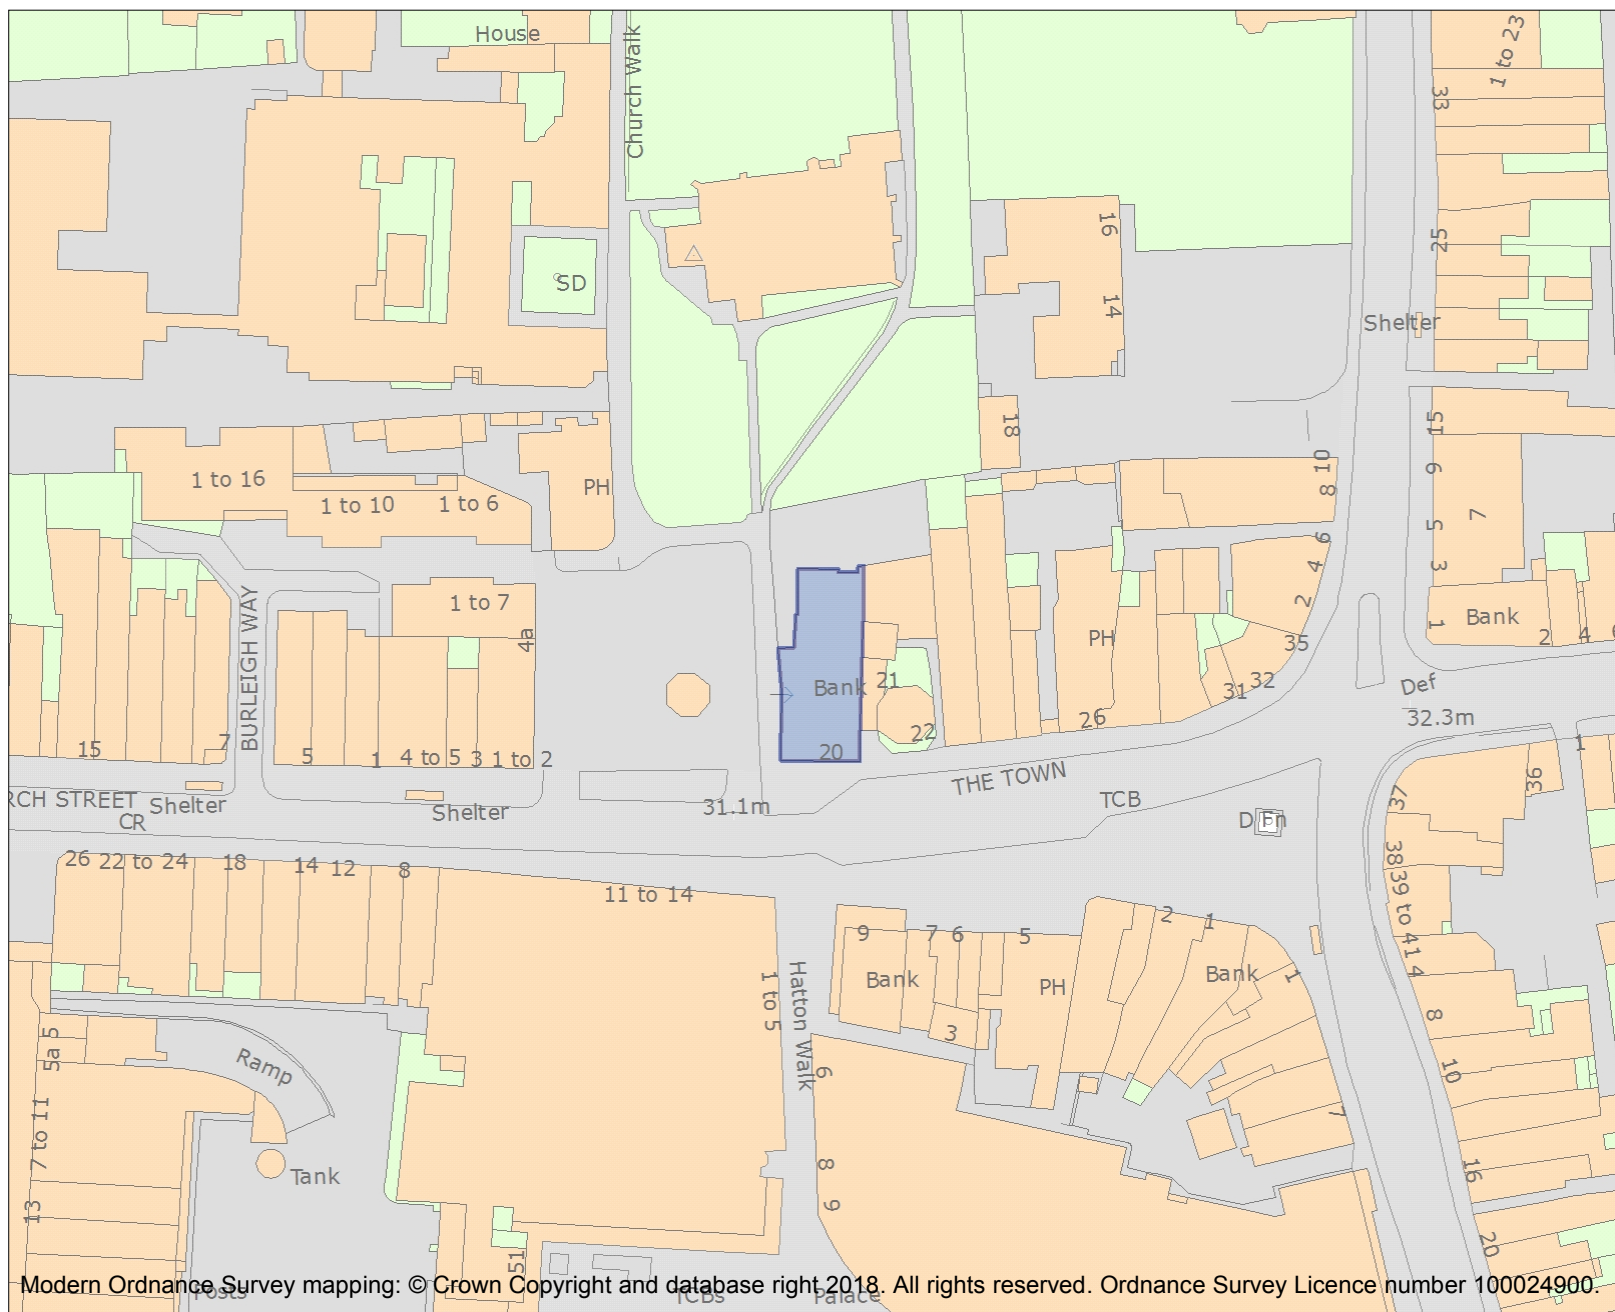 House
Church Walk
1 to 23
33
16
25
SD
14
Shelter
18
15
10
9
8
1 to 16
PH
1 to 10
1 to 6
7
5
6
4
3
2
1 to 7
BURLEIGH WAY
4a
PH
35
Bank
1
2
4
Bank
21
32
31
Def
22
26
32.3m
15
7
5
1
4 to 5
3
1 to 2
20
THE TOWN
1
36
RCH STREET
Shelter
Shelter
31.1m
TCB
37
CR
D Fn
26
22 to 24
18
14
12
8
11 to 14
38
39 to 41
9
7
6
5
2
1
Bank
PH
Bank
1
4
1 to 5
Hatton Walk
3
8
5a 5
Ramp
6
10
7 to 11
7
Tank
8
16
13
9
20
51
Modern Ordnance Survey mapping: © Crown Copyright and database right 2018. All rights reserved. Ordnance Survey Licence number 100024900.
Posts
TCBs
Palace